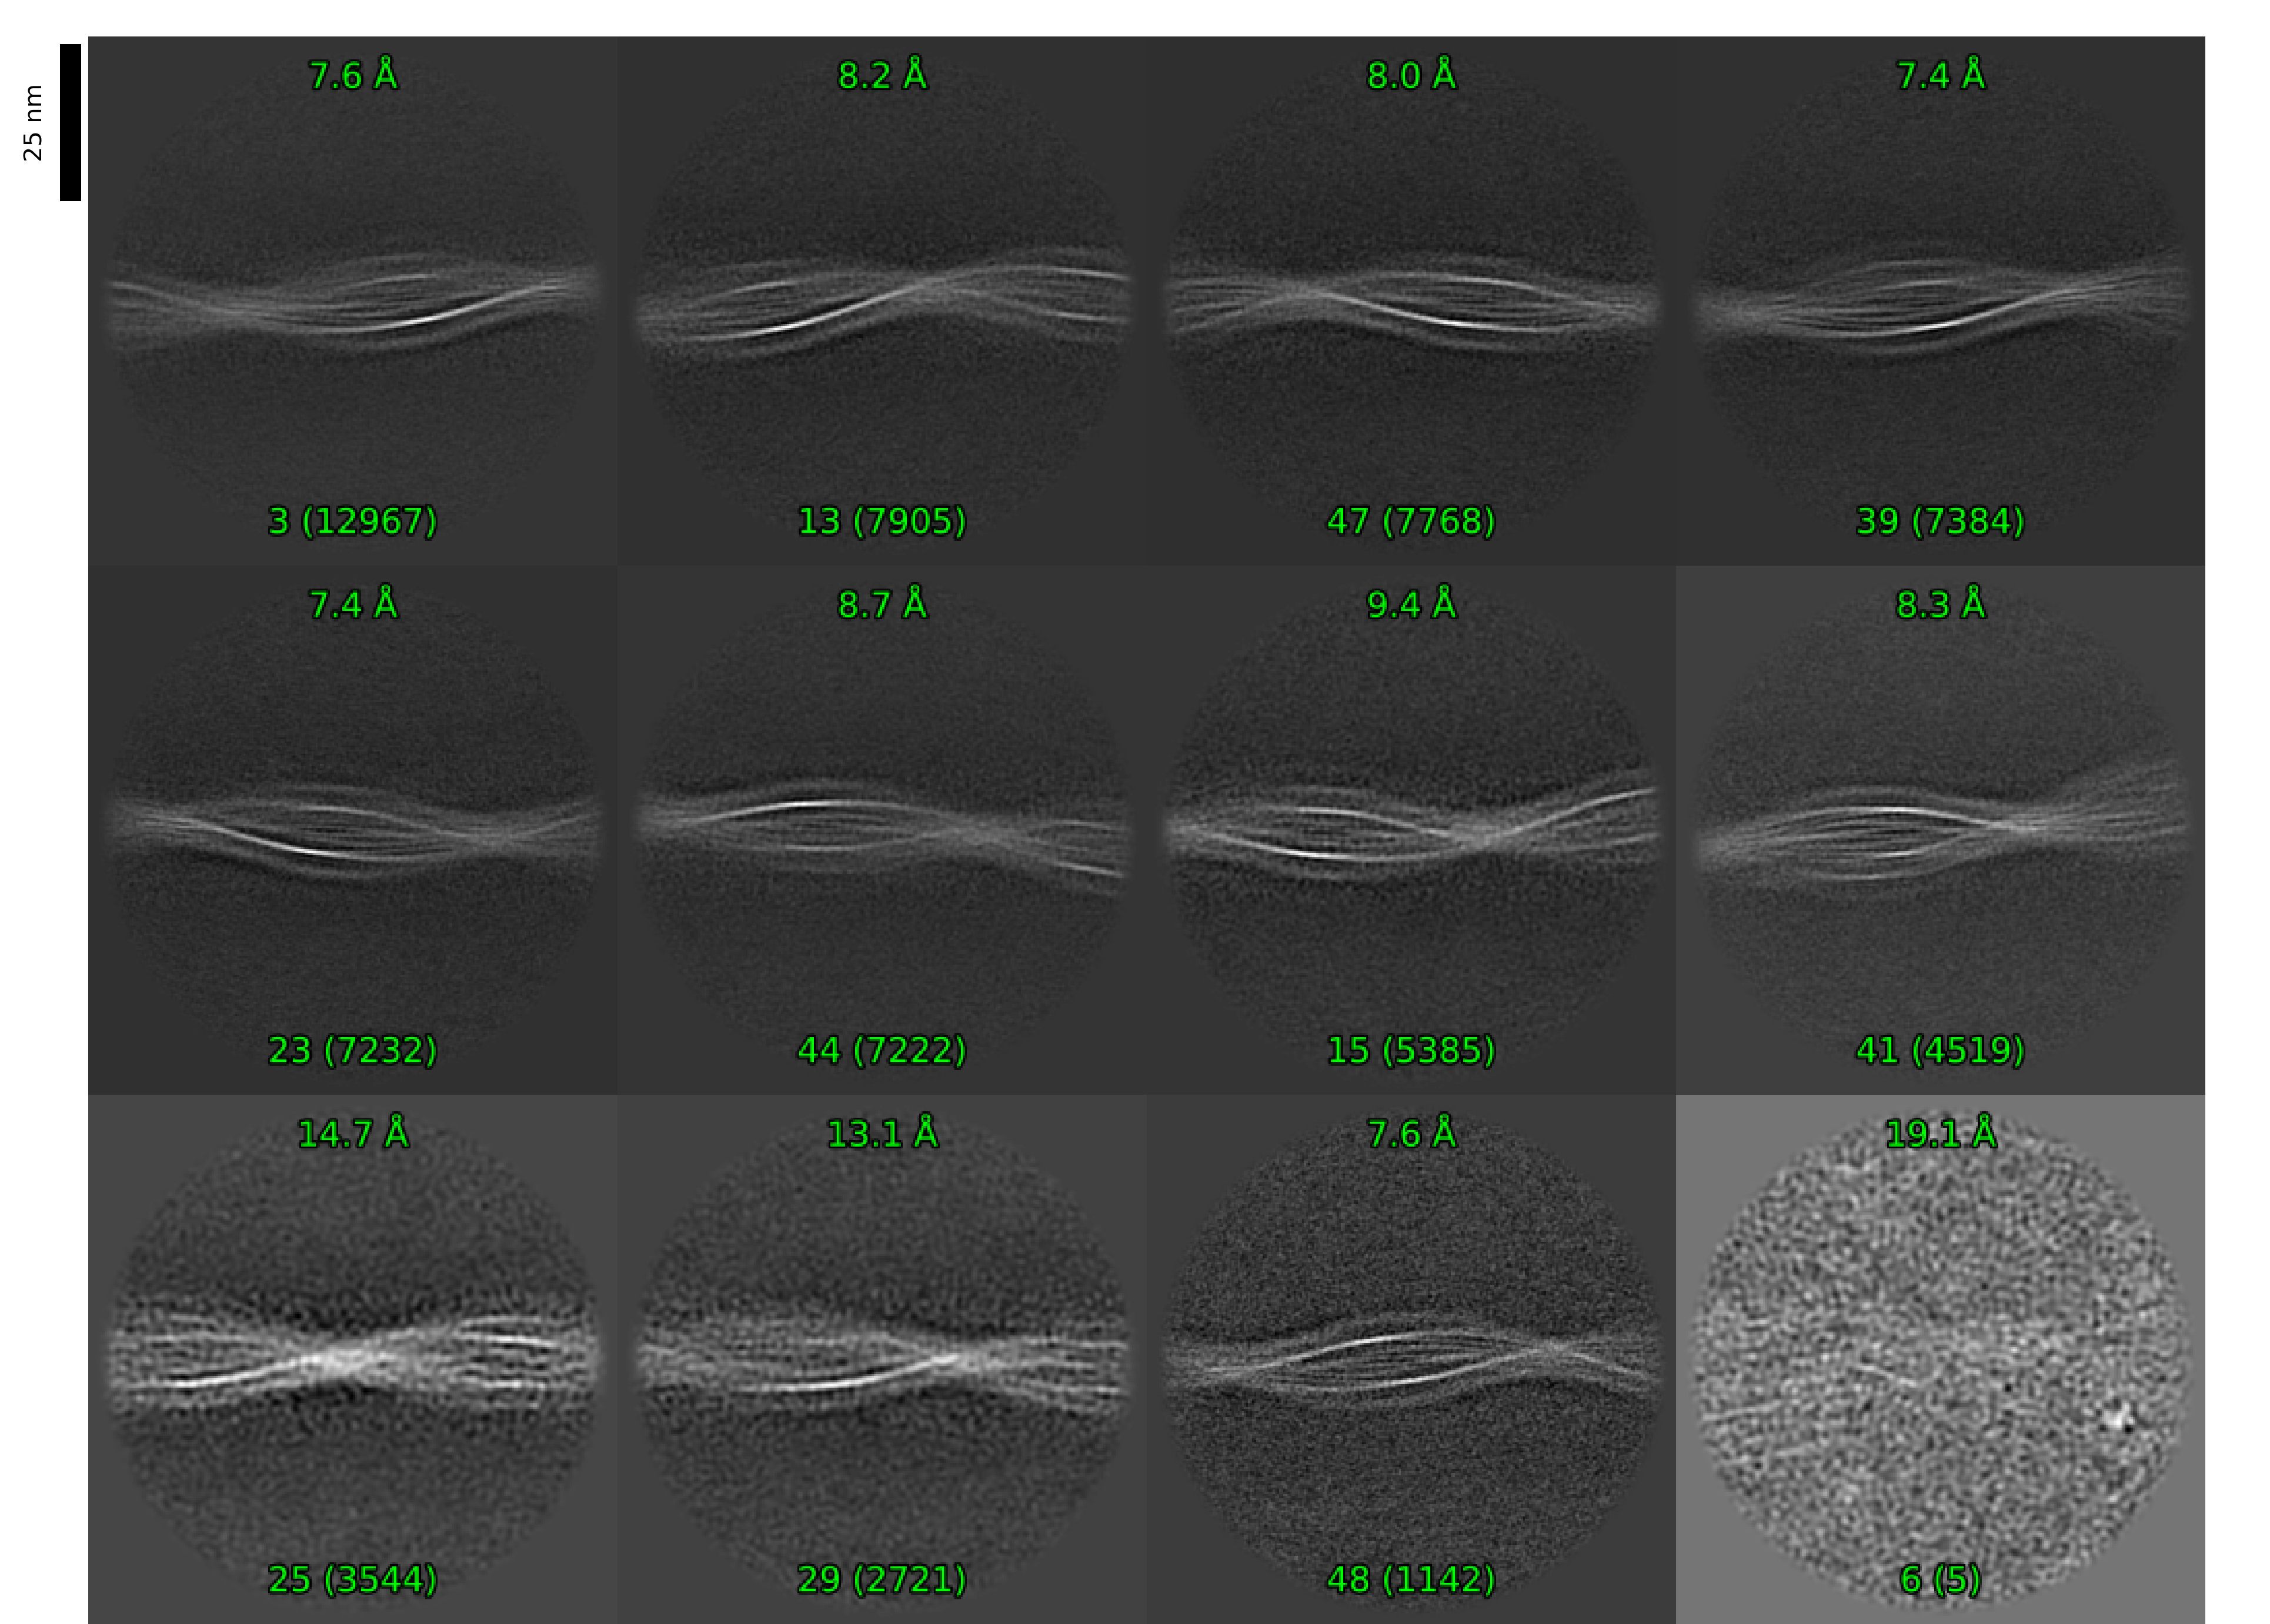 25 nm
7.6 Å
8.2 Å
8.0 Å
7.4 Å
3 (12967)
13 (7905)
47 (7768)
39 (7384)
7.4 Å
8.7 Å
9.4 Å
8.3 Å
23 (7232)
44 (7222)
15 (5385)
41 (4519)
14.7 Å
13.1 Å
7.6 Å
19.1 Å
25 (3544)
29 (2721)
48 (1142)
6 (5)